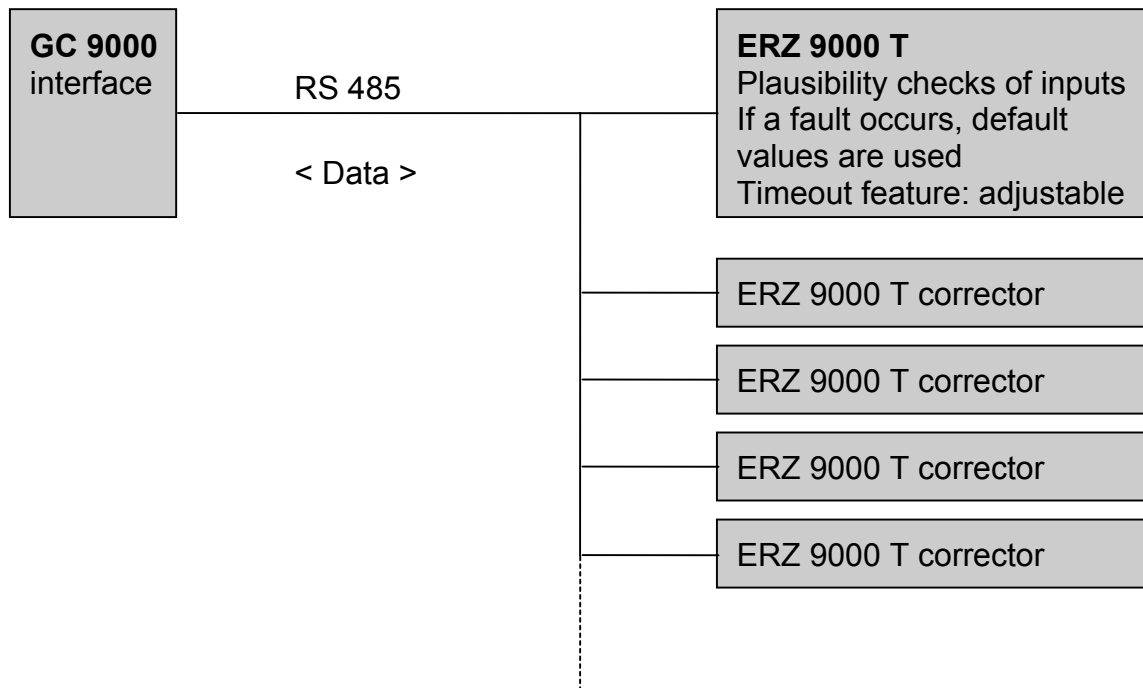 GC 9000
interface
RS 485
< Data >
ERZ 9000 T
Plausibility checks of inputs
If a fault occurs, default
values are used
Timeout feature: adjustable
ERZ 9000 T corrector
ERZ 9000 T corrector
ERZ 9000 T corrector
ERZ 9000 T corrector